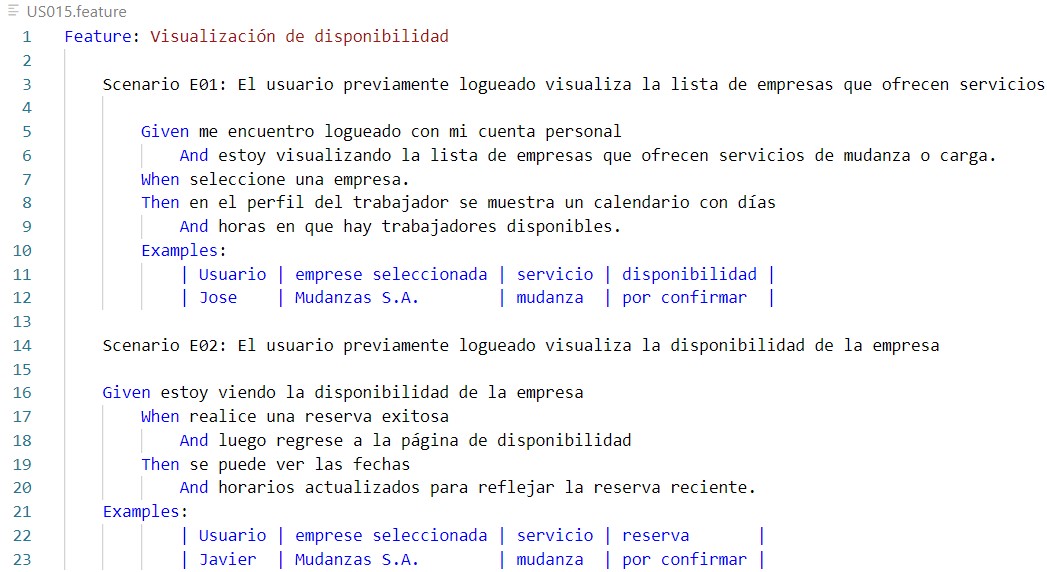 US015.feature
1 Feature: Visualización de disponibilidad
2
3 Scenario E01: El usuario previamente logueado visualiza la lista de empresas que ofrecen servicios
4
5 Given me encuentro logueado con mi cuenta personal
6 And estoy visualizando la lista de empresas que ofrecen servicios de mudanza o carga.
7 When seleccione una empresa.
8 Then en el perfil del trabajador se muestra un calendario con días
9 And horas en que hay trabajadores disponibles.
10 Examples:
11 | Usuario | emprese seleccionada | servicio | disponibilidad |
12 | Jose | Mudanzas S.A. | mudanza | por confirmar |
13
14 Scenario E02: El usuario previamente logueado visualiza la disponibilidad de la empresa
15
16 Given estoy viendo la disponibilidad de la empresa
17 When realice una reserva exitosa
18 And luego regrese a la página de disponibilidad
19 Then se puede ver las fechas
20 And horarios actualizados para reflejar la reserva reciente.
21 Examples:
22 | Usuario | emprese seleccionada | servicio | reserva |
23 | Javier | Mudanzas S.A. | mudanza | por confirmar |